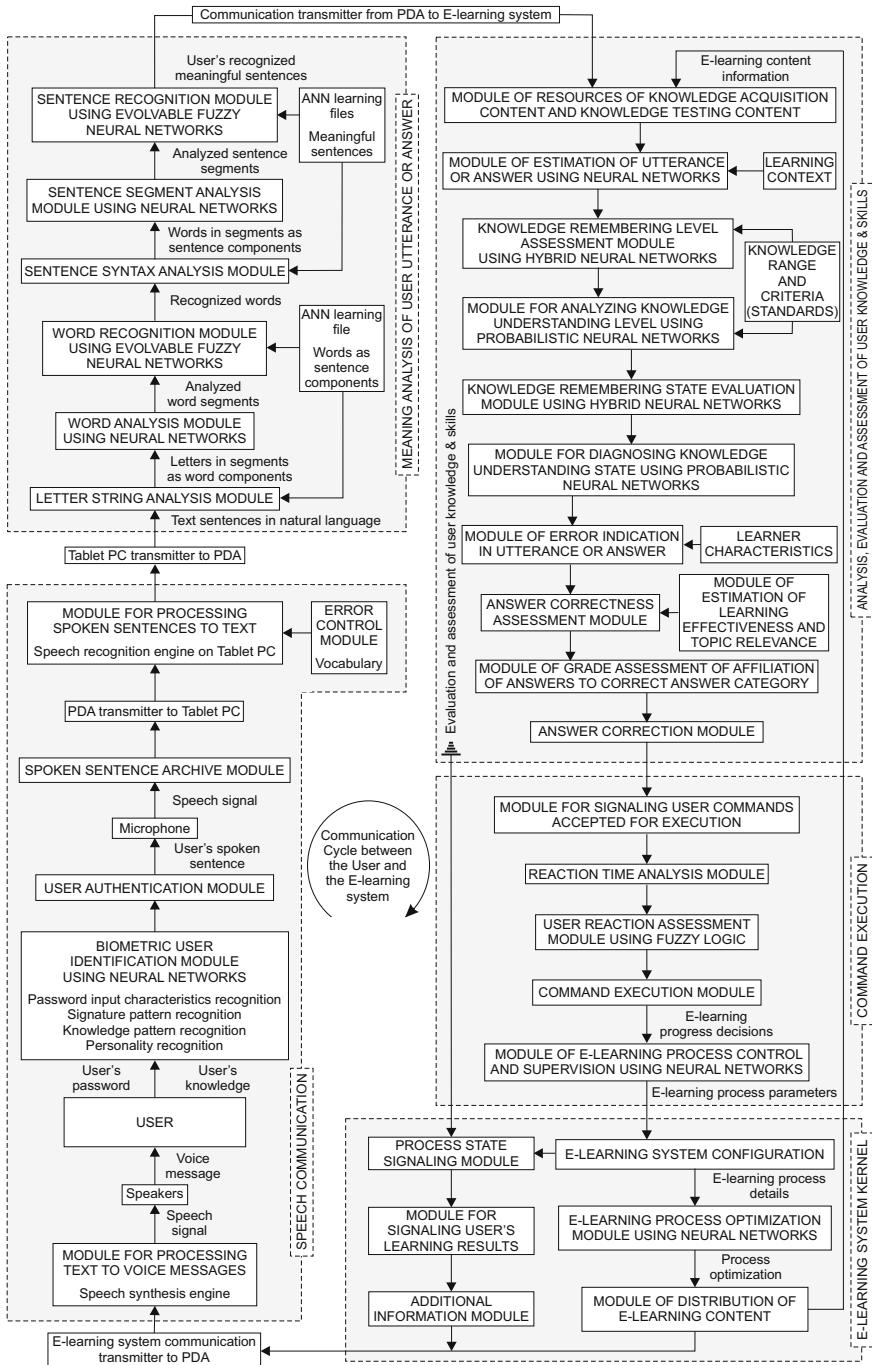 Communication transmitter from PDA to E-learning system
User's recognized
meaningful sentences
SENTENCE RECOGNITION MODULE
USING EVOLVABLE FUZZY
NEURAL NETWORKS
ANN learning
files
Meaningful
sentences
Analyzed sentence
segments
SENTENCE SEGMENT ANALYSIS
MODULE USING NEURAL NETWORKS
Words in segments as
sentence components
SENTENCE SYNTAX ANALYSIS MODULE
Recognized words
WORD RECOGNITION MODULE
USING EVOLVABLE FUZZY
NEURAL NETWORKS
ANN learning
file
Words as
sentence
components
Analyzed
word segments
WORD ANALYSIS MODULE
USING NEURAL NETWORKS
Letters in segments
as word components
LETTER STRING ANALYSIS MODULE
Text sentences in natural language
MEANING ANALYSIS OF USER UTTERANCE OR ANSWER
Tablet PC transmitter to PDA
MODULE FOR PROCESSING
SPOKEN SENTENCES TO TEXT
Speech recognition engine on Tablet PC
ERROR
CONTROL
MODULE
Vocabulary
PDA transmitter to Tablet PC
SPOKEN SENTENCE ARCHIVE MODULE
Speech signal
Microphone
User's spoken
sentence
USER AUTHENTICATION MODULE
BIOMETRIC USER
IDENTIFICATION MODULE
USING NEURAL NETWORKS
Password input characteristics recognition
Signature pattern recognition
Knowledge pattern recognition
Personality recognition
User's
password
User's
knowledge
USER
Voice
message
Speakers
Speech
signal
MODULE FOR PROCESSING
TEXT TO VOICE MESSAGES
Speech synthesis engine
SPEECH COMMUNICATION
E-learning system communication
transmitter to PDA
Communication
Cycle between
the User and
the E-learning
system
E-learning content
information
MODULE OF RESOURCES OF KNOWLEDGE ACQUISITION
CONTENT AND KNOWLEDGE TESTING CONTENT
MODULE OF ESTIMATION OF UTTERANCE
OR ANSWER USING NEURAL NETWORKS
LEARNING
CONTEXT
KNOWLEDGE REMEMBERING LEVEL
ASSESSMENT MODULE
USING HYBRID NEURAL NETWORKS
KNOWLEDGE
RANGE
AND
CRITERIA
(STANDARDS)
MODULE FOR ANALYZING KNOWLEDGE
UNDERSTANDING LEVEL USING
PROBABILISTIC NEURAL NETWORKS
KNOWLEDGE REMEMBERING STATE EVALUATION
MODULE USING HYBRID NEURAL NETWORKS
MODULE FOR DIAGNOSING KNOWLEDGE
UNDERSTANDING STATE USING PROBABILISTIC
NEURAL NETWORKS
MODULE OF ERROR INDICATION
IN UTTERANCE OR ANSWER
LEARNER
CHARACTERISTICS
ANSWER CORRECTNESS
ASSESSMENT MODULE
MODULE OF
ESTIMATION OF
LEARNING
EFFECTIVENESS AND
TOPIC RELEVANCE
MODULE OF GRADE ASSESSMENT OF AFFILIATION
OF ANSWERS TO CORRECT ANSWER CATEGORY
ANSWER CORRECTION MODULE
Evaluation and assessment of user knowledge & skills
ANALYSIS, EVALUATION AND ASSESSMENT OF USER KNOWLEDGE & SKILLS
MODULE FOR SIGNALING USER COMMANDS
ACCEPTED FOR EXECUTION
REACTION TIME ANALYSIS MODULE
USER REACTION ASSESSMENT
MODULE USING FUZZY LOGIC
COMMAND EXECUTION MODULE
E-learning
progress decisions
MODULE OF E-LEARNING PROCESS CONTROL
AND SUPERVISION USING NEURAL NETWORKS
COMMAND EXECUTION
E-learning process parameters
PROCESS STATE
SIGNALING MODULE
E-LEARNING SYSTEM CONFIGURATION
E-learning process
details
MODULE FOR
SIGNALING USER'S
LEARNING RESULTS
E-LEARNING PROCESS OPTIMIZATION
MODULE USING NEURAL NETWORKS
Process
optimization
ADDITIONAL
INFORMATION MODULE
MODULE OF DISTRIBUTION OF
E-LEARNING CONTENT
E-LEARNING SYSTEM KERNEL